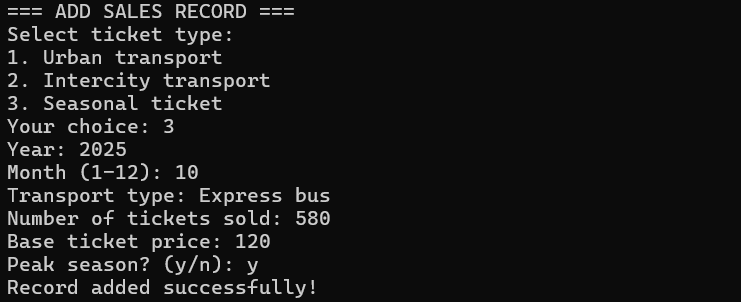 === ADD SALES RECORD ===
Select ticket type:
1. Urban transport
2. Intercity transport
3. Seasonal ticket
Your choice: 3
Year: 2025
Month (1-12): 10
Transport type: Express bus
Number of tickets sold: 580
Base ticket price: 120
Peak season? (y/n): y
Record added successfully!